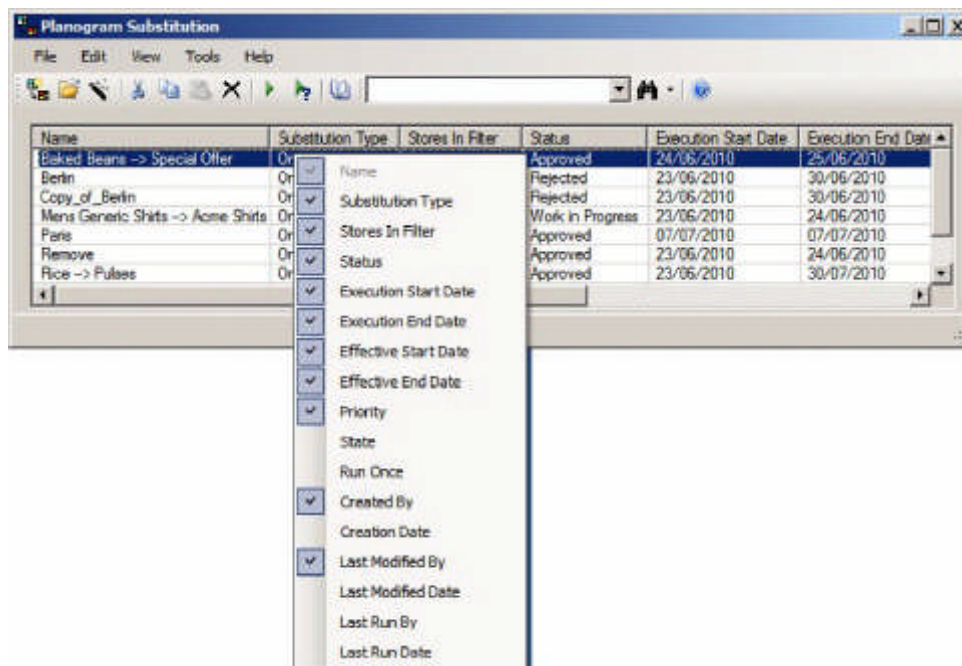 Planogram Substitution
File Edit View Tools Help
Name Substitution Type Stores In Filter Status Execution Start Date Execution End Date
Baked Beans -> Special Offer Or Approved 24/06/2010 25/06/2010
Berlin Or Rejected 23/06/2010 30/06/2010
Copy_of_Berlin Or Rejected 23/06/2010 30/06/2010
Mens Generic Shirts -> Acme Shirts Or Work in Progress 23/06/2010 24/06/2010
Paris Or Approved 07/07/2010 07/07/2010
Remove Or Approved 23/06/2010 24/06/2010
Rice -> Pulses Or Approved 23/06/2010 30/07/2010
Name
Substitution Type
Stores In Filter
Status
Execution Start Date
Execution End Date
Effective Start Date
Effective End Date
Priority
State
Run Once
Created By
Creation Date
Last Modified By
Last Modified Date
Last Run By
Last Run Date